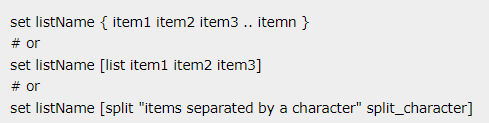 set listName { item1 item2 item3 .. itemn }
# or
set listName [list item1 item2 item3]
# or
set listName [split "items separated by a character" split_character]